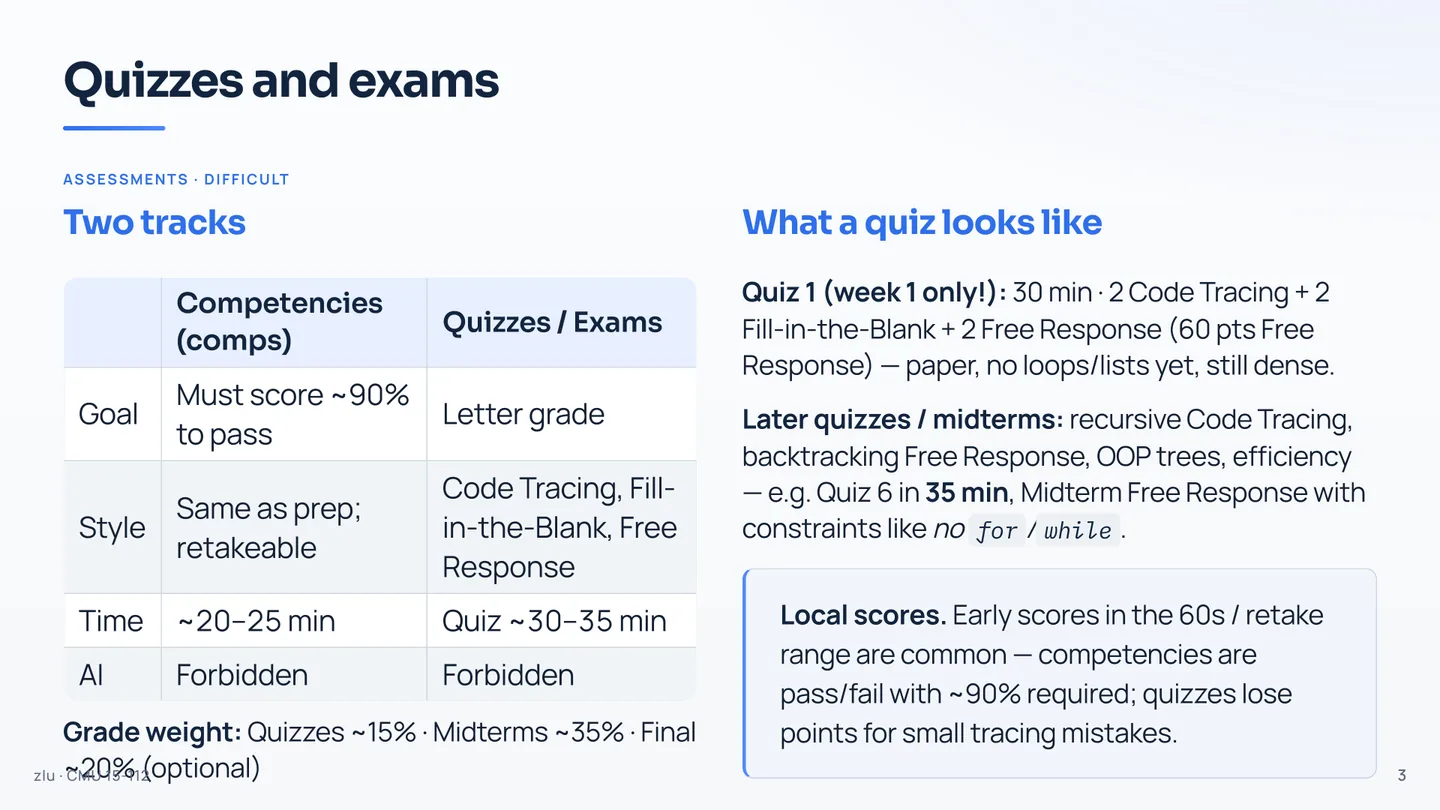 Quizzes and exams
ASSESSMENTS · DIFFICULT
Two tracks
Competencies
(comps)
Quizzes / Exams
Goal
Must score ~90%
to pass
Letter grade
Style
Same as prep;
retakeable
Code Tracing, Fill-
in-the-Blank, Free
Response
Time
~20–25 min
Quiz ~30–35 min
AI
Forbidden
Forbidden
Grade weight: Quizzes ~15% · Midterms ~35% · Final
~20% (optional)
What a quiz looks like
Quiz 1 (week 1 only!): 30 min · 2 Code Tracing + 2
Fill-in-the-Blank + 2 Free Response (60 pts Free
Response) — paper, no loops/lists yet, still dense.
Later quizzes / midterms: recursive Code Tracing,
backtracking Free Response, OOP trees, efficiency
— e.g. Quiz 6 in 35 min, Midterm Free Response with
constraints like no for / while .
Local scores. Early scores in the 60s / retake
range are common — competencies are
pass/fail with ~90% required; quizzes lose
points for small tracing mistakes.
zlu · CMU 15-112
3